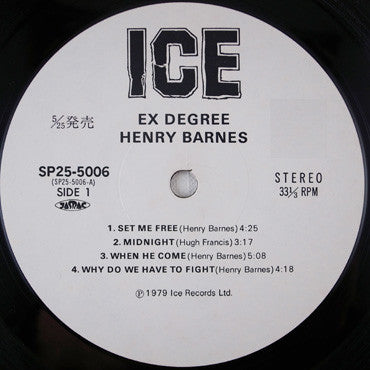 ICE
EX DEGREE
HENRY BARNES
5/25発売
SP25-5006
(SP25-5006-A)
SIDE 1
JASRAC
STEREO
33⅓ RPM
1. SET ME FREE (Henry Barnes) 4:25
2. MIDNIGHT (Hugh Francis) 3:17
3. WHEN HE COME (Henry Barnes) 5:08
4. WHY DO WE HAVE TO FIGHT (Henry Barnes) 4:18
Ⓟ 1979 Ice Records Ltd.